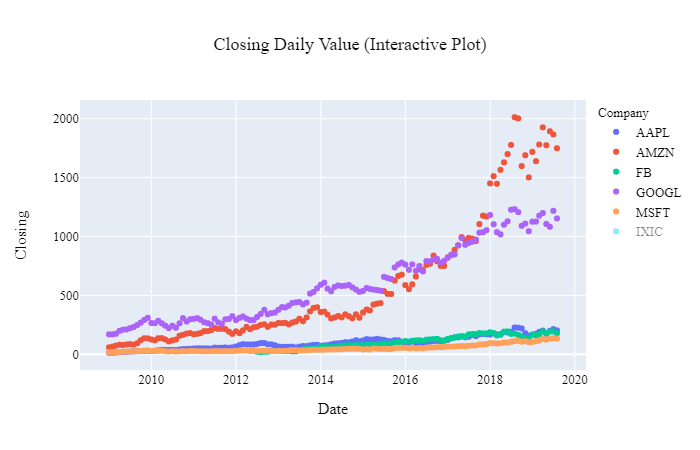 Closing Daily Value (Interactive Plot)
Company
AAPL
AMZN
FB
GOOGL
MSFT
IXIC
Closing
2000
1500
1000
500
0
2010 2012 2014 2016 2018 2020
Date